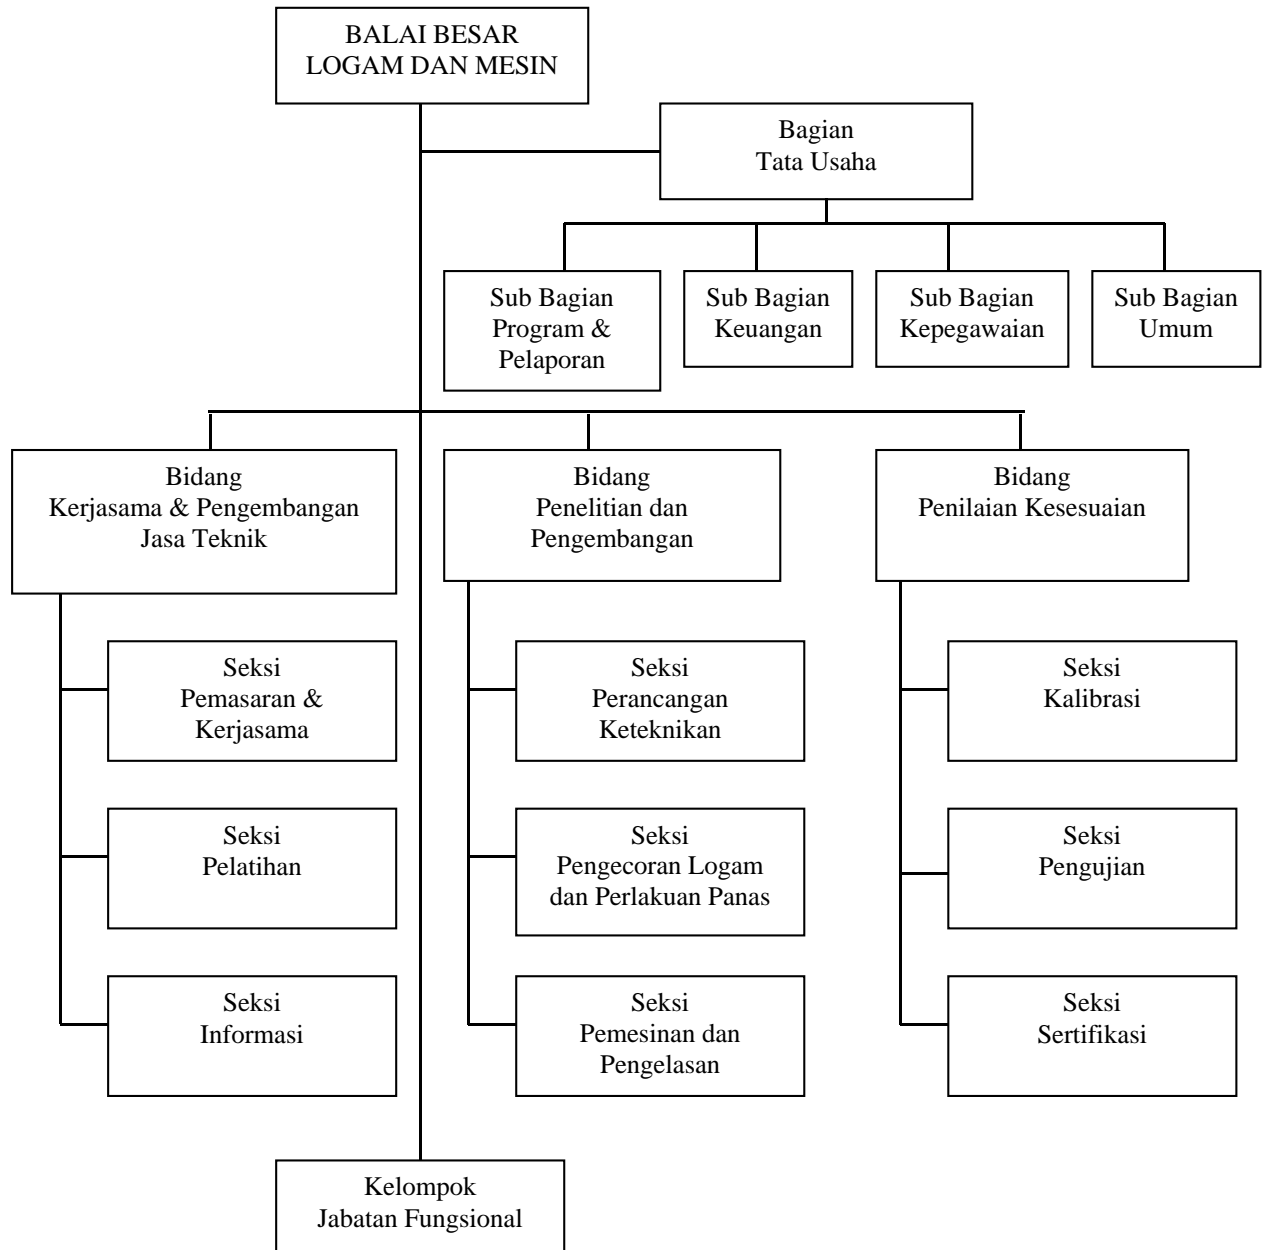 BALAI BESAR
LOGAM DAN MESIN
Bagian
Tata Usaha
Sub Bagian
Program &
Pelaporan
Sub Bagian
Keuangan
Sub Bagian
Kepegawaian
Sub Bagian
Umum
Bidang
Kerjasama & Pengembangan
Jasa Teknik
Bidang
Penelitian dan
Pengembangan
Bidang
Penilaian Kesesuaian
Seksi
Pemasaran &
Kerjasama
Seksi
Perancangan
Keteknikan
Seksi
Kalibrasi
Seksi
Pelatihan
Seksi
Pengecoran Logam
dan Perlakuan Panas
Seksi
Pengujian
Seksi
Informasi
Seksi
Pemesinan dan
Pengelasan
Seksi
Sertifikasi
Kelompok
Jabatan Fungsional